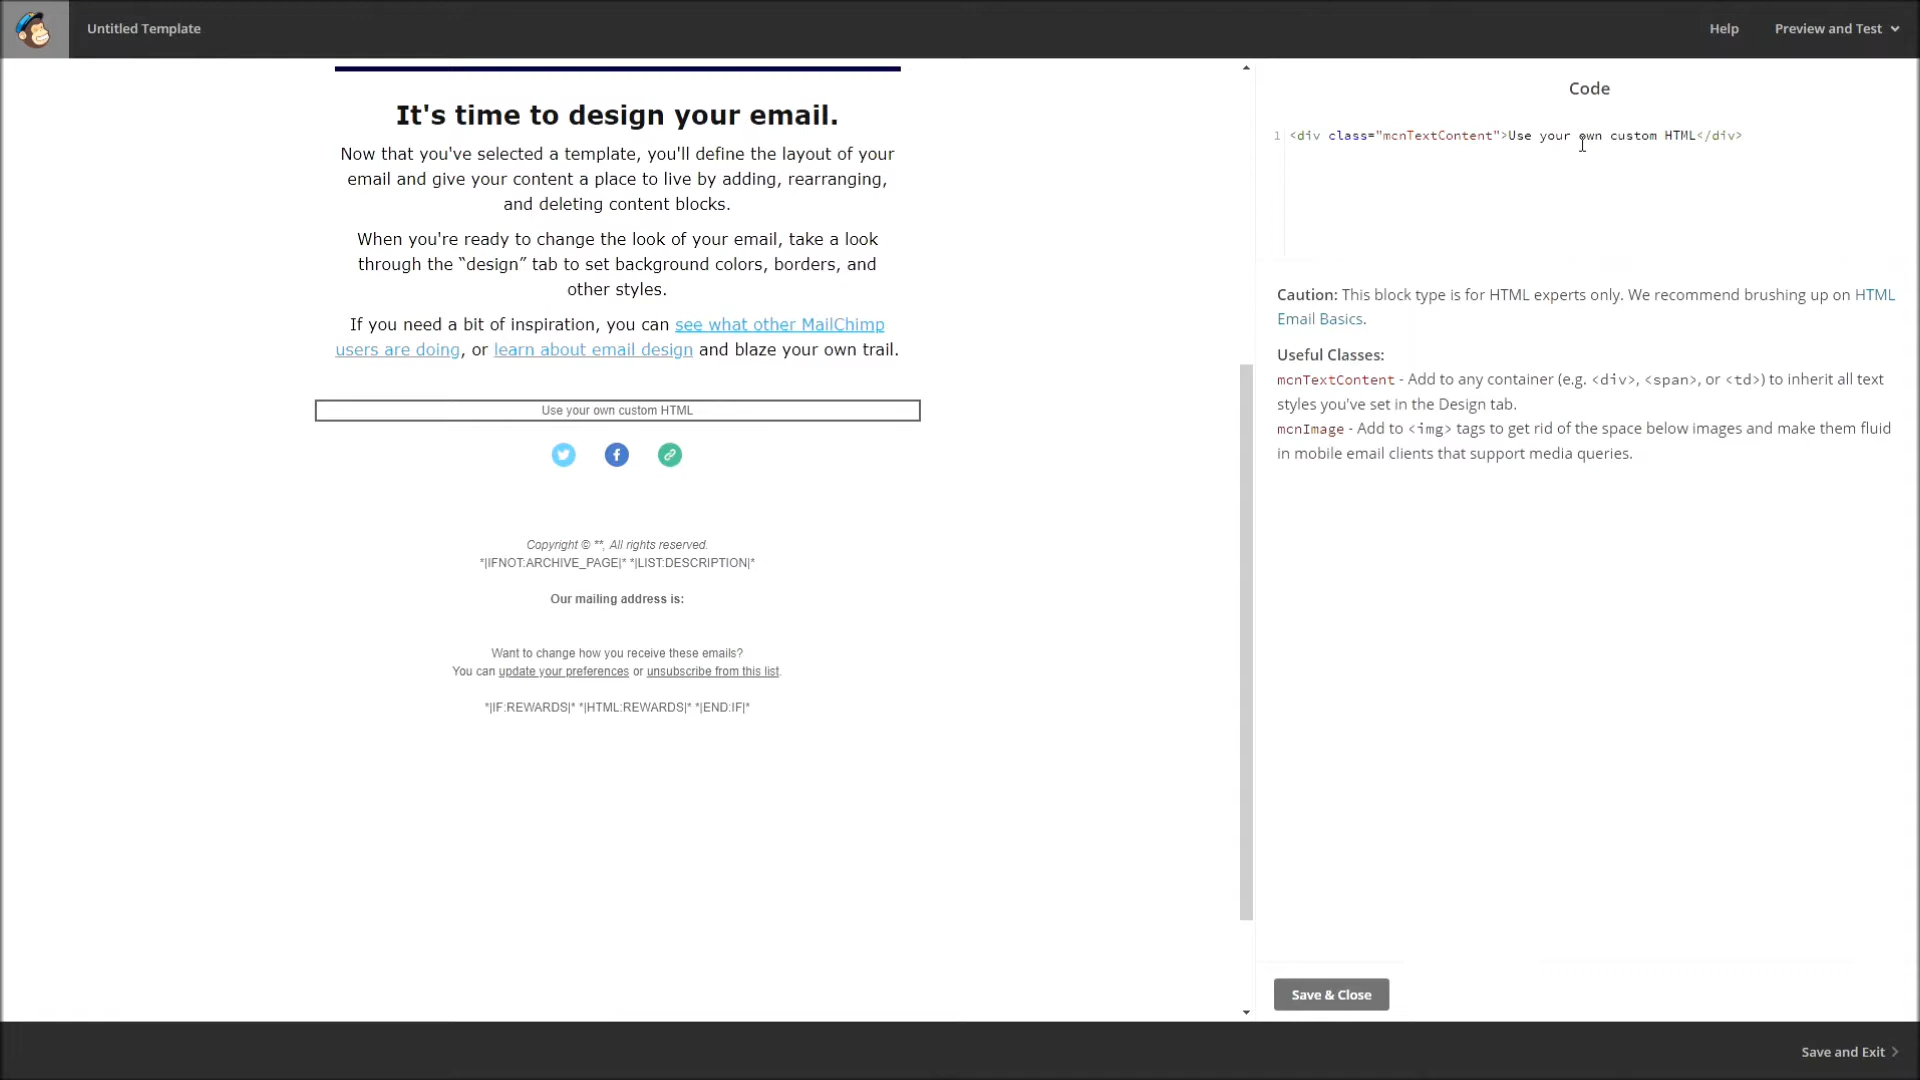 Untitled Template
Help
Preview and Test
It's time to design your email.
Now that you've selected a template, you'll define the layout of your
email and give your content a place to live by adding, rearranging,
and deleting content blocks.
When you're ready to change the look of your email, take a look
through the “design” tab to set background colors, borders, and
other styles.
If you need a bit of inspiration, you can see what other MailChimp
users are doing, or learn about email design and blaze your own trail.
Use your own custom HTML
Copyright © **, All rights reserved.
*|IFNOT:ARCHIVE_PAGE|* *|LIST:DESCRIPTION|*
Our mailing address is:
Want to change how you receive these emails?
You can update your preferences or unsubscribe from this list.
*|IF:REWARDS|* *|HTML:REWARDS|* *|END:IF|*
Code
1 <div class="mcnTextContent">Use your own custom HTML</div>
Caution: This block type is for HTML experts only. We recommend brushing up on HTML
Email Basics.
Useful Classes:
mcnTextContent - Add to any container (e.g. <div>, <span>, or <td>) to inherit all text
styles you've set in the Design tab.
mcnImage - Add to <img> tags to get rid of the space below images and make them fluid
in mobile email clients that support media queries.
Save & Close
Save and Exit